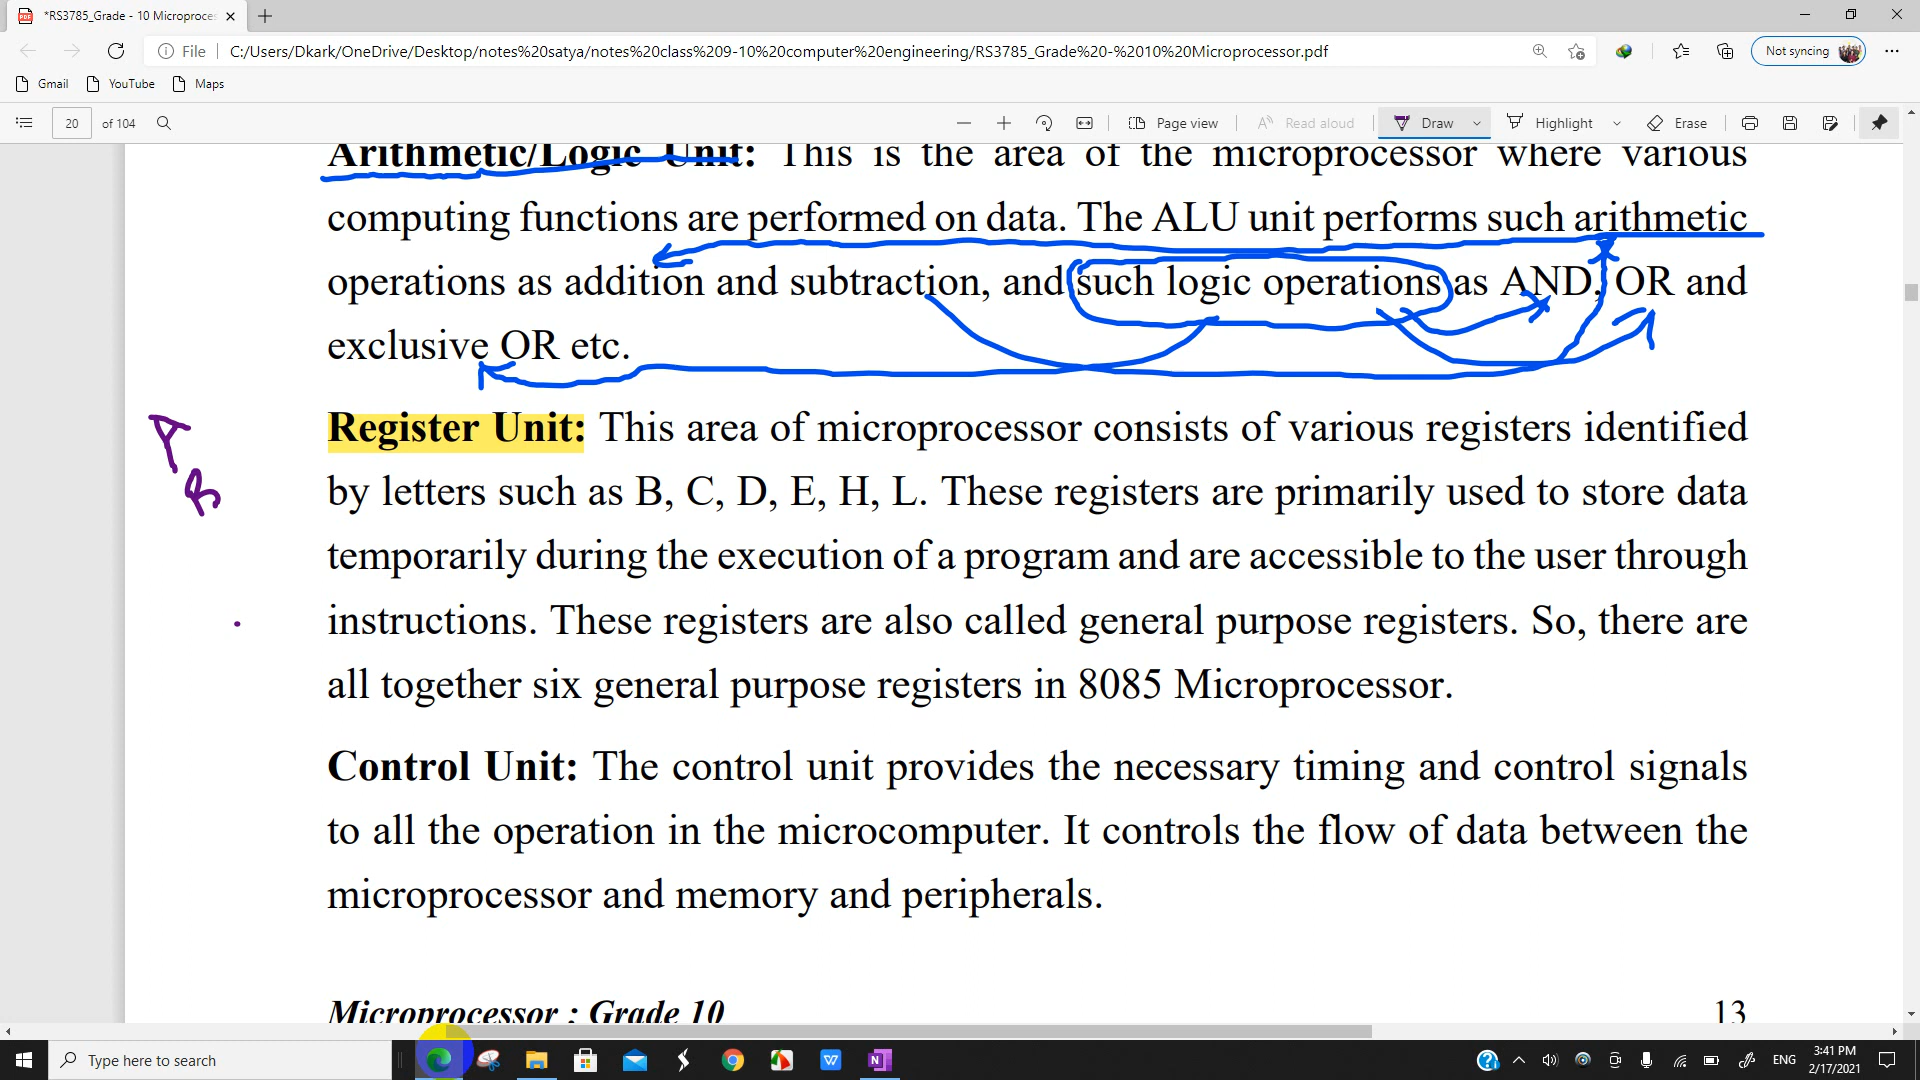 *RS3785_Grade - 10 Microproces
File
C:/Users/Dkark/OneDrive/Desktop/notes%20satya/notes%20class%209-10%20computer%20engineering/RS3785_Grade%20-%2010%20Microprocessor.pdf
Not syncing
Gmail YouTube Maps
20 of 104
Page view Read aloud Draw Highlight Erase
Arithmetic/Logic Unit: This is the area of the microprocessor where various
computing functions are performed on data. The ALU unit performs such arithmetic
operations as addition and subtraction, and such logic operations as AND, OR and
exclusive OR etc.
A
B
Register Unit: This area of microprocessor consists of various registers identified
by letters such as B, C, D, E, H, L. These registers are primarily used to store data
temporarily during the execution of a program and are accessible to the user through
instructions. These registers are also called general purpose registers. So, there are
all together six general purpose registers in 8085 Microprocessor.
Control Unit: The control unit provides the necessary timing and control signals
to all the operation in the microcomputer. It controls the flow of data between the
microprocessor and memory and peripherals.
Microprocessor : Grade 10 13
Type here to search
ENG
3:41 PM
2/17/2021